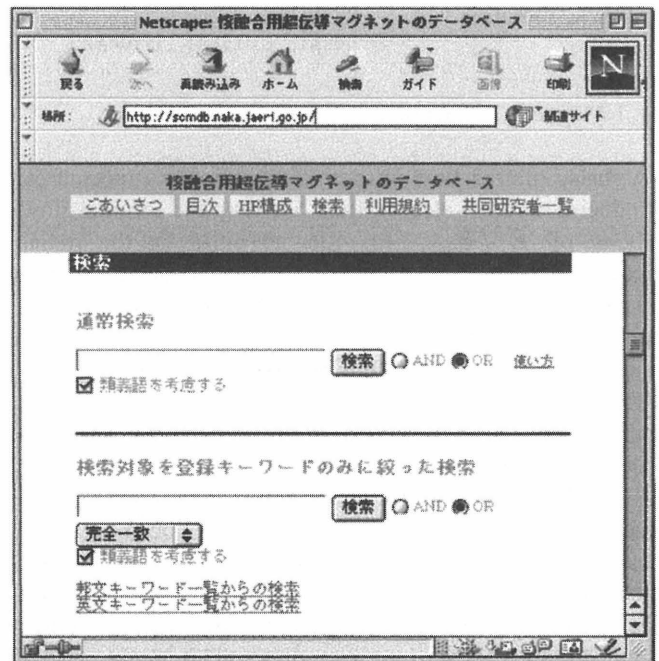 Netscape: 核融合用超伝導マグネットのデータベース
戻る 次へ 再読み込み ホーム 検索 ガイド 画像 印刷 N
場所: http://scmdb.naka.jaeri.go.jp/ 関連サイト
核融合用超伝導マグネットのデータベース
ごあいさつ 目次 HP構成 検索 利用規約 共同研究者一覧
検索
通常検索
検索 AND OR 使い方
類義語を考慮する
検索対象を登録キーワードのみに絞った検索
検索 AND OR
完全一致
類義語を考慮する
邦文キーワード一覧からの検索
英文キーワード一覧からの検索